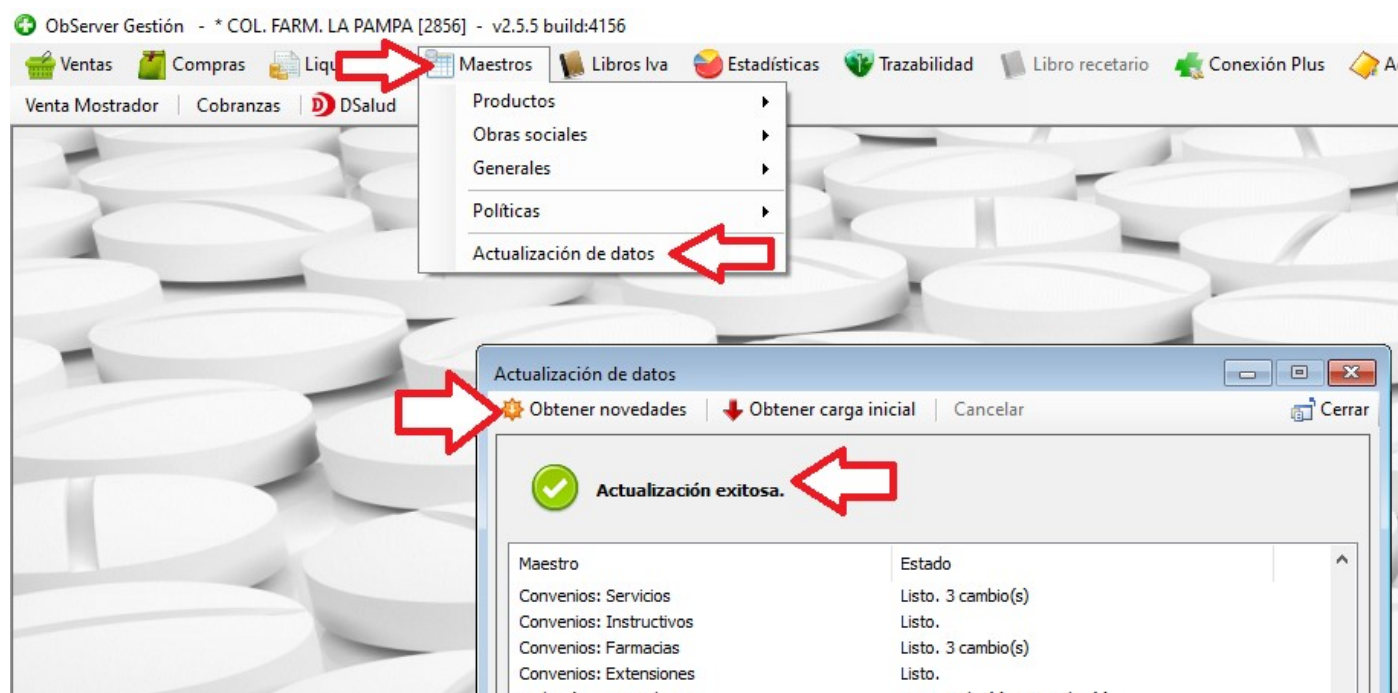 ObServer Gestión - * COL. FARM. LA PAMPA [2856] - v2.5.5 build:4156
Ventas Compras Liqu Maestros Libros Iva Estadísticas Trazabilidad Libro recetario Conexión Plus
Venta Mostrador Cobranzas DSalud
Productos
Obras sociales
Generales
Políticas
Actualización de datos
Actualización de datos
Obtener novedades Obtener carga inicial Cancelar Cerrar
Actualización exitosa.
Maestro Estado
Convenios: Servicios Listo. 3 cambio(s)
Convenios: Instructivos Listo.
Convenios: Farmacias Listo. 3 cambio(s)
Convenios: Extensiones Listo.